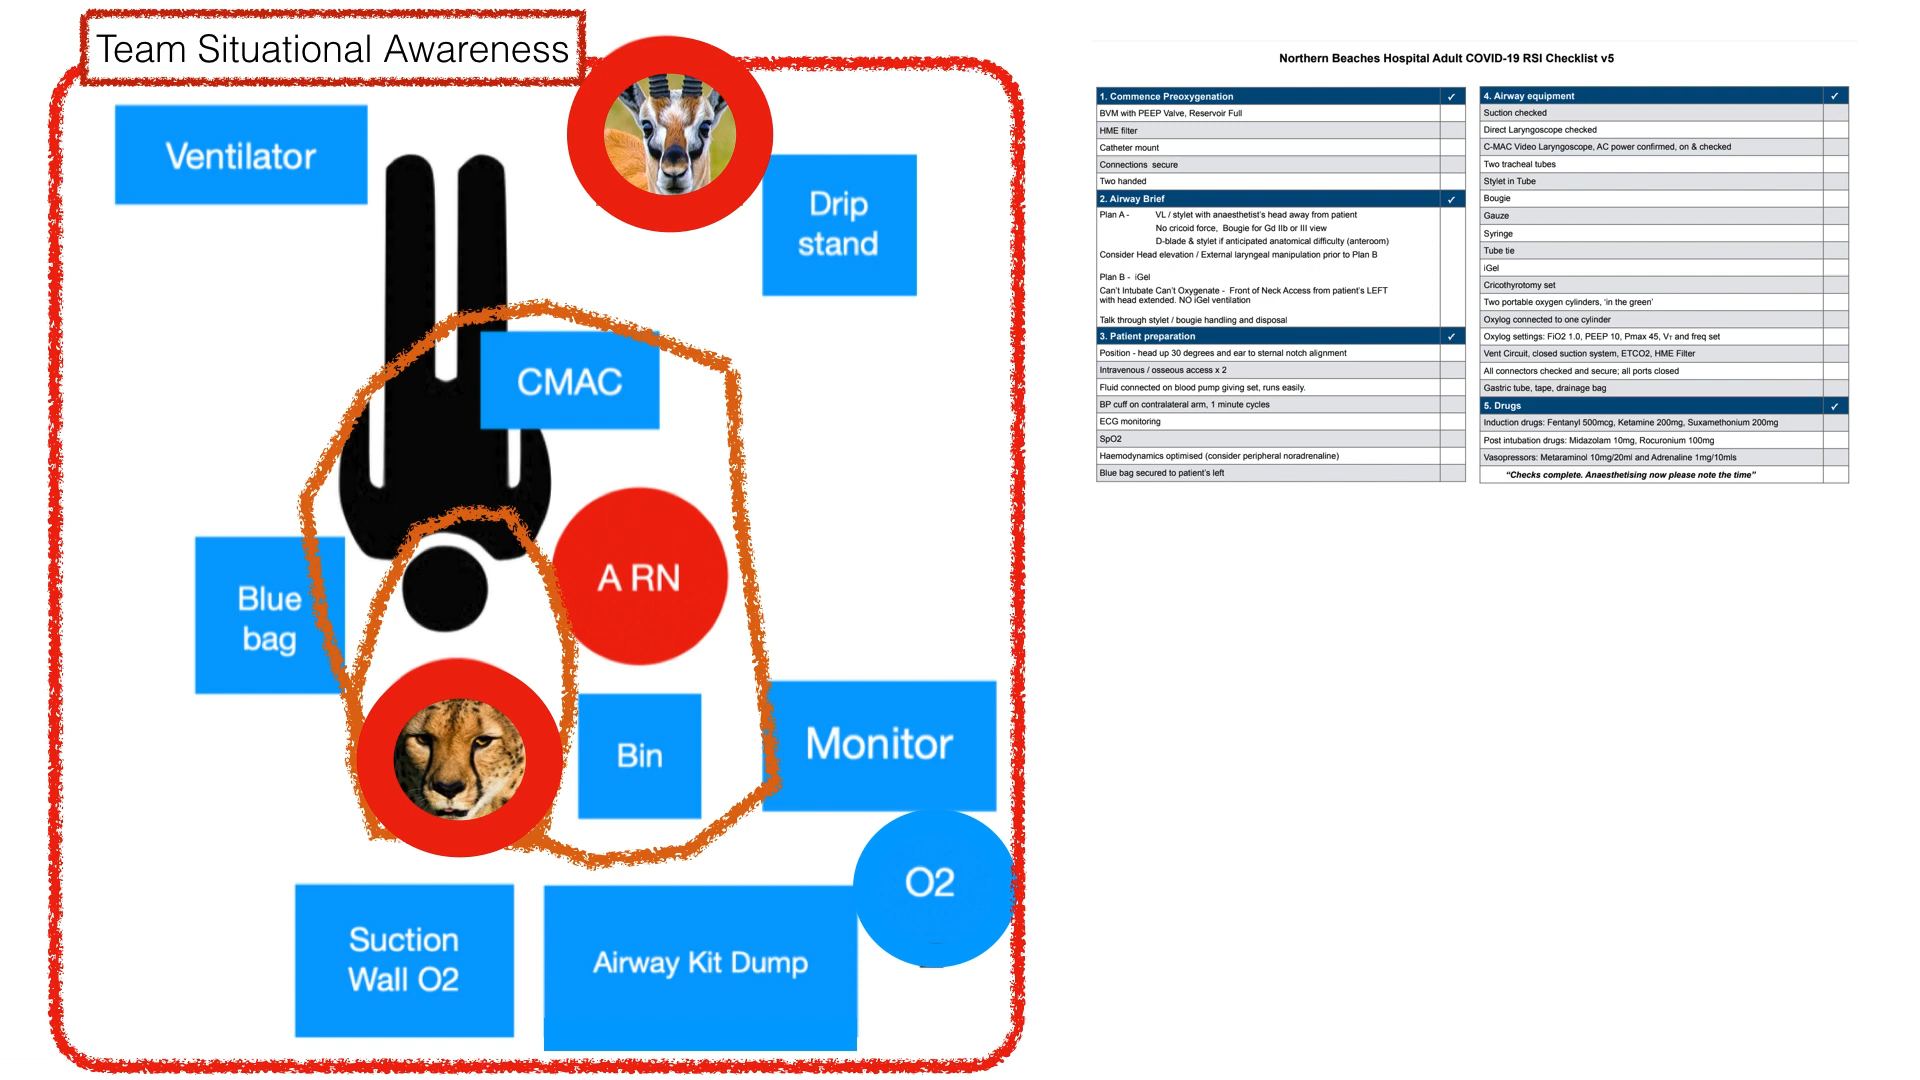 Team Situational Awareness
Ventilator
Drip
stand
CMAC
A RN
Blue
bag
Bin
Monitor
O2
Suction
Wall O2
Airway Kit Dump
Northern Beaches Hospital Adult COVID-19 RSI Checklist v5
1. Commence Preoxygenation ✓
BVM with PEEP Valve, Reservoir Full
HME filter
Catheter mount
Connections secure
Two handed
2. Airway Brief ✓
Plan A - VL / stylet with anaesthetist's head away from patient
No cricoid force, Bougie for Gd IIb or III view
D-blade & stylet if anticipated anatomical difficulty (anteroom)
Consider Head elevation / External laryngeal manipulation prior to Plan B
Plan B - iGel
Can't Intubate Can't Oxygenate - Front of Neck Access from patient's LEFT
with head extended. NO iGel ventilation
Talk through stylet / bougie handling and disposal
3. Patient preparation ✓
Position - head up 30 degrees and ear to sternal notch alignment
Intravenous / osseous access x 2
Fluid connected on blood pump giving set, runs easily.
BP cuff on contralateral arm, 1 minute cycles
ECG monitoring
SpO2
Haemodynamics optimised (consider peripheral noradrenaline)
Blue bag secured to patient's left
4. Airway equipment ✓
Suction checked
Direct Laryngoscope checked
C-MAC Video Laryngoscope, AC power confirmed, on & checked
Two tracheal tubes
Stylet in Tube
Bougie
Gauze
Syringe
Tube tie
iGel
Cricothyrotomy set
Two portable oxygen cylinders, 'in the green'
Oxylog connected to one cylinder
Oxylog settings: FiO2 1.0, PEEP 10, Pmax 45, VT and freq set
Vent Circuit, closed suction system, ETCO2, HME Filter
All connectors checked and secure; all ports closed
Gastric tube, tape, drainage bag
5. Drugs ✓
Induction drugs: Fentanyl 500mcg, Ketamine 200mg, Suxamethonium 200mg
Post intubation drugs: Midazolam 10mg, Rocuronium 100mg
Vasopressors: Metaraminol 10mg/20ml and Adrenaline 1mg/10mls
"Checks complete. Anaesthetising now please note the time"